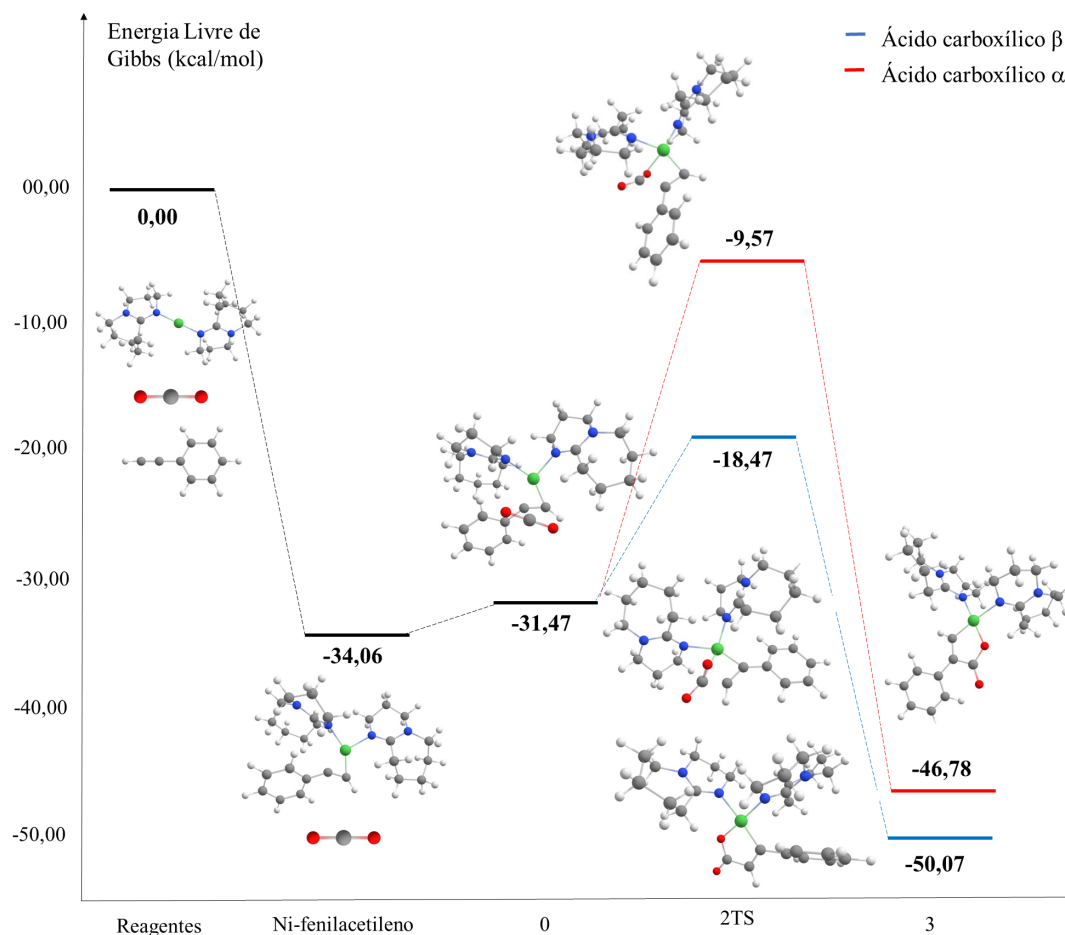 Energia Livre de
Gibbs (kcal/mol)
Ácido carboxílico β
Ácido carboxílico α
00,00
-10,00
-20,00
-30,00
-40,00
-50,00
0,00
-34,06
-31,47
-9,57
-18,47
-46,78
-50,07
Reagentes
Ni-fenilacetileno
0
2TS
3